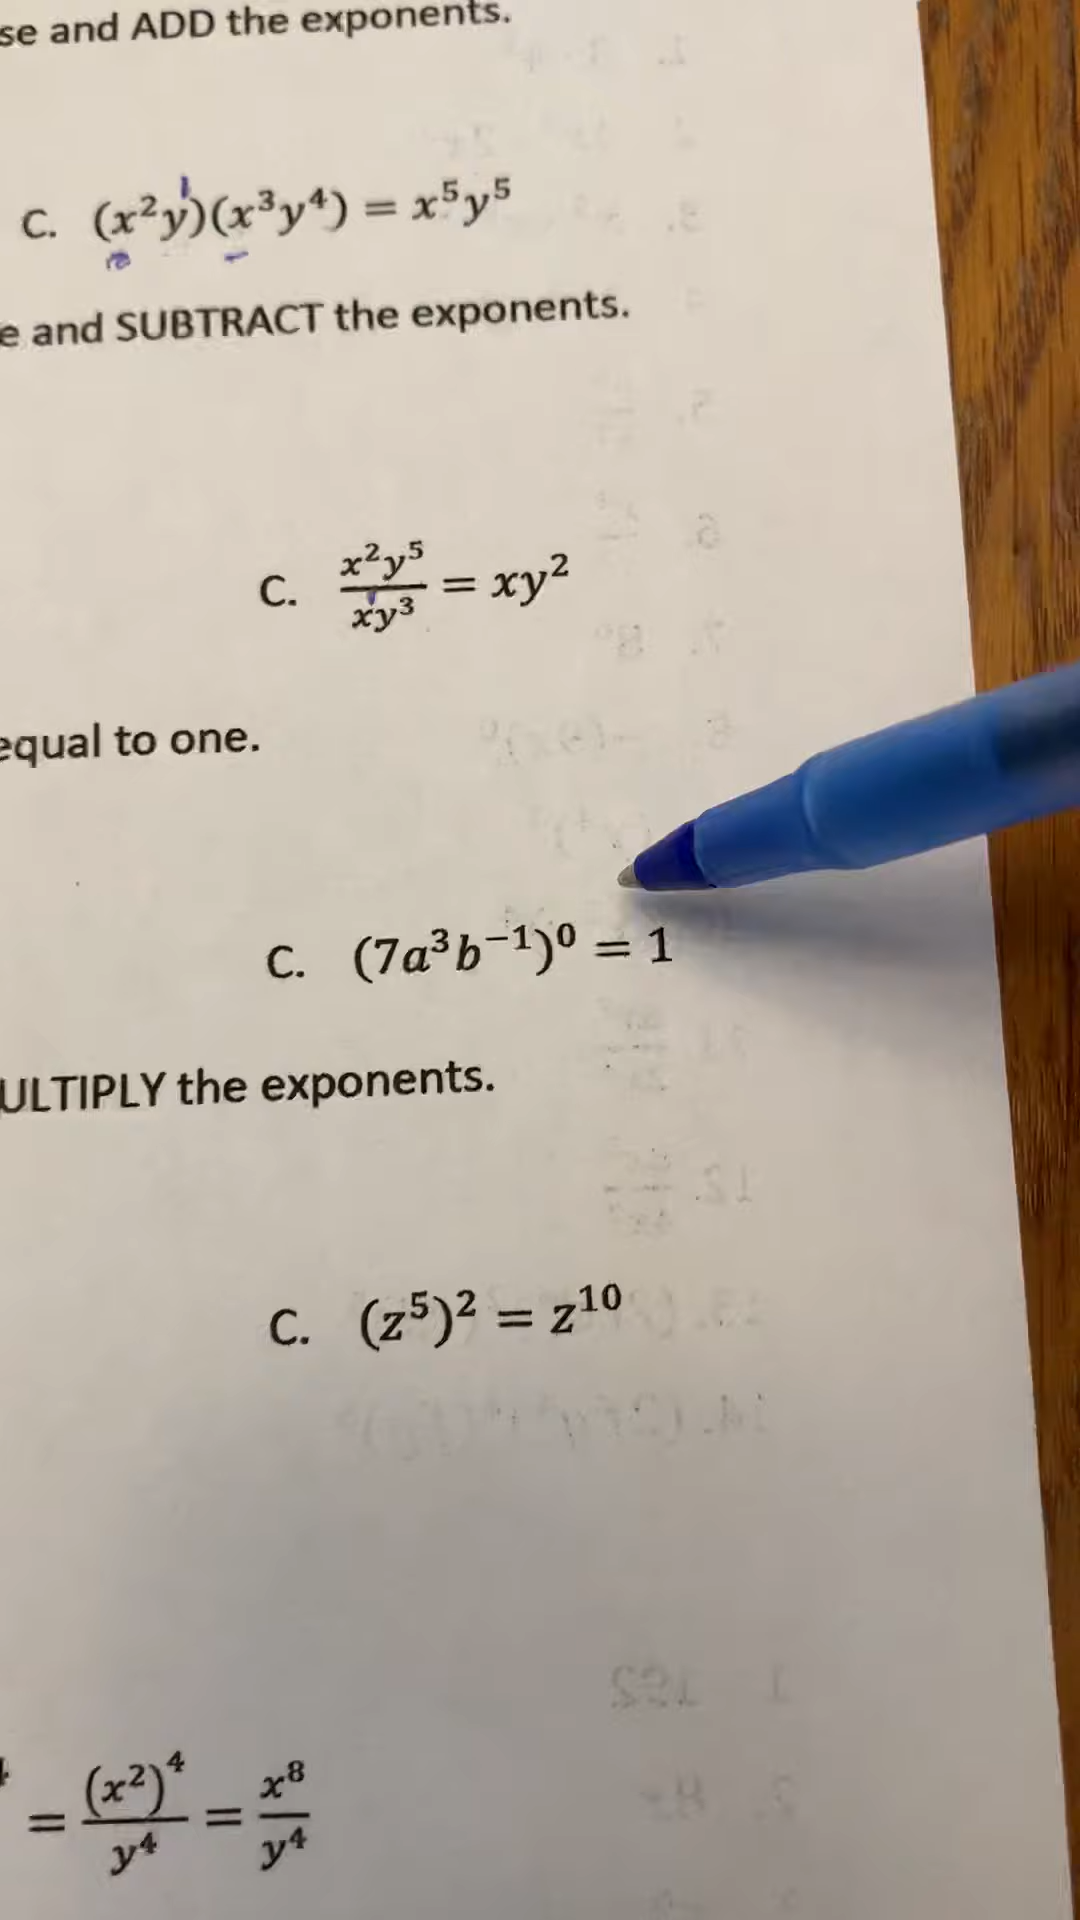 se and ADD the exponents.
C. (x²y)(x³y⁴) = x⁵y⁵
e and SUBTRACT the exponents.
C. x²y⁵/xy³ = xy²
equal to one.
C. (7a³b⁻¹)⁰ = 1
ULTIPLY the exponents.
C. (z⁵)² = z¹⁰
= (x²)⁴/y⁴ = x⁸/y⁴